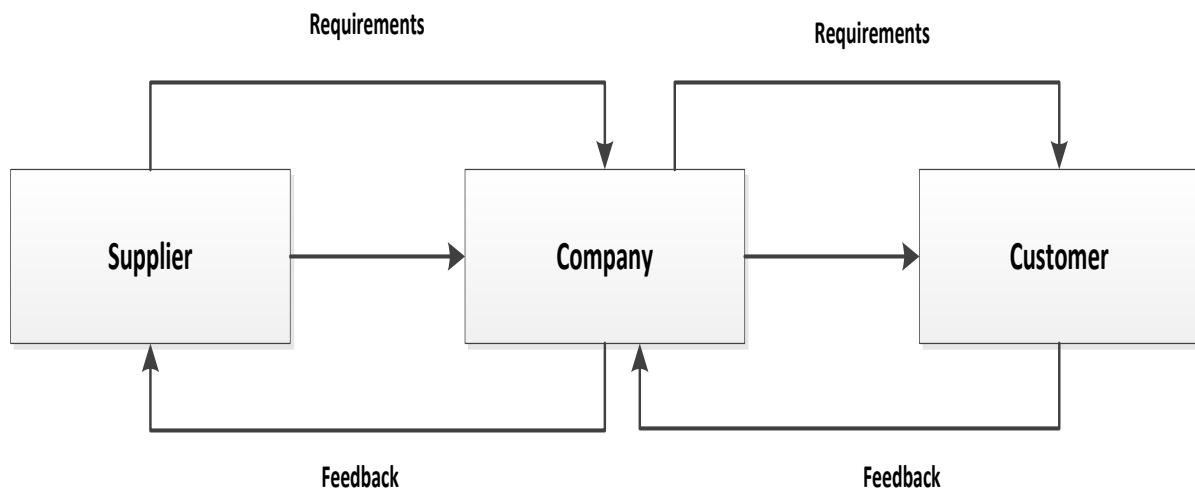 Requirements
Requirements
Supplier
Company
Customer
Feedback
Feedback